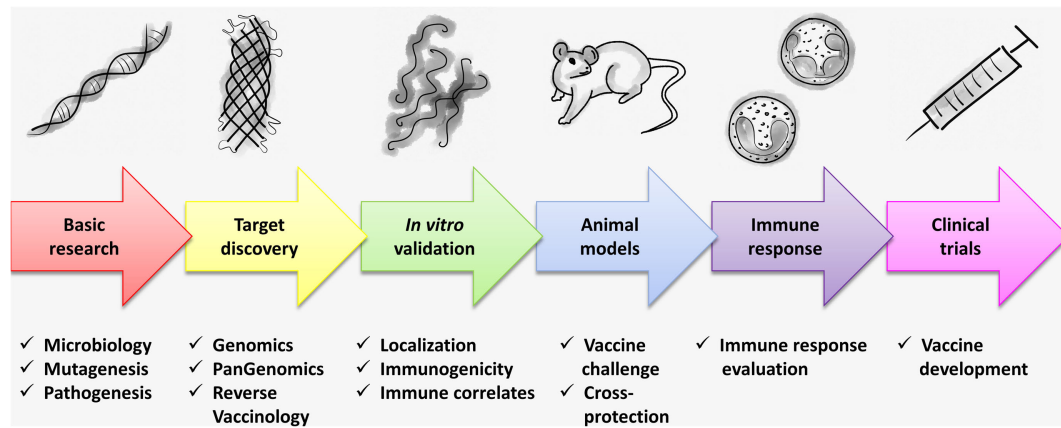 Basic
research
Target
discovery
In vitro
validation
Animal
models
Immune
response
Clinical
trials
✓ Microbiology
✓ Mutagenesis
✓ Pathogenesis
✓ Genomics
✓ PanGenomics
✓ Reverse
Vaccinology
✓ Localization
✓ Immunogenicity
✓ Immune correlates
✓ Vaccine
challenge
✓ Cross-
protection
✓ Immune response
evaluation
✓ Vaccine
development